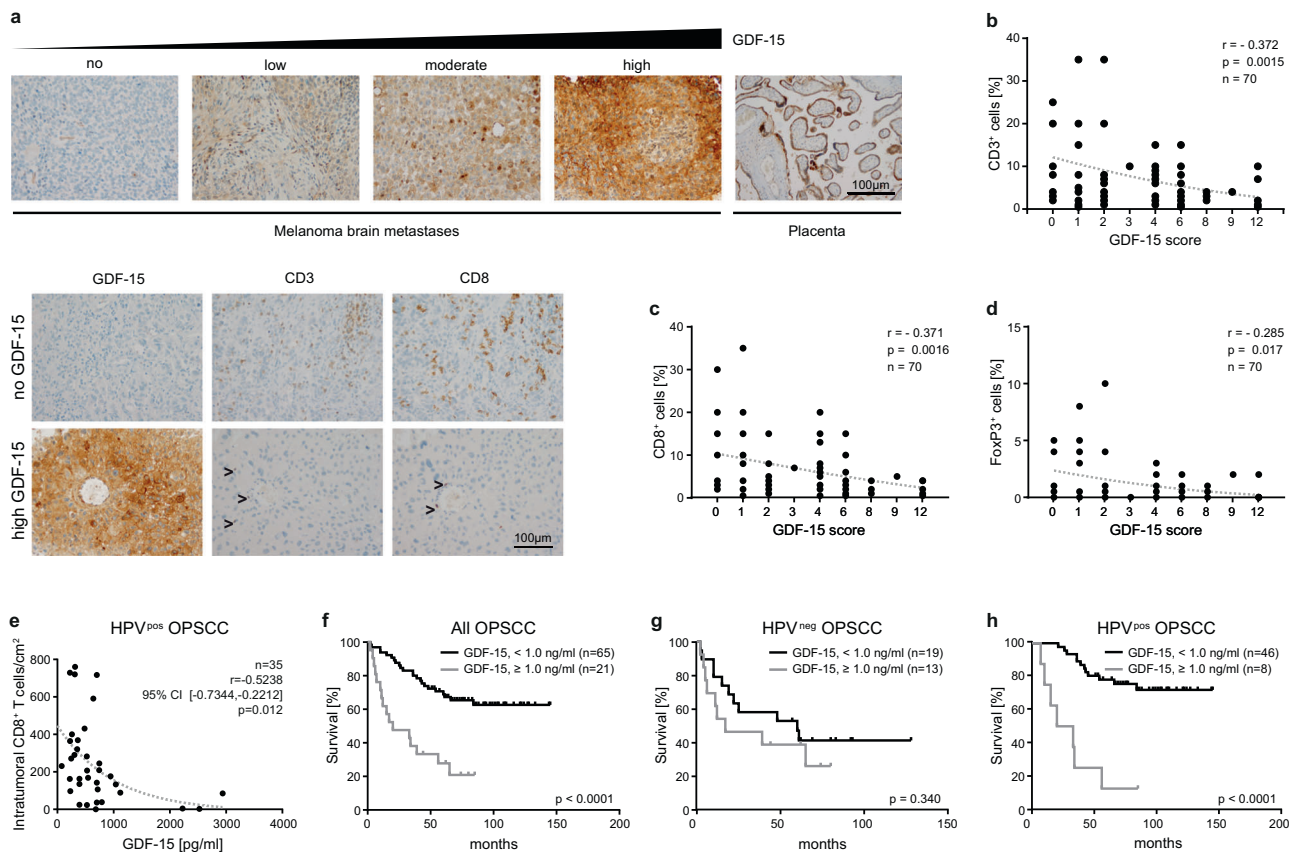 a
GDF-15
no low moderate high
100µm
Melanoma brain metastases Placenta
b
r = - 0.372
p = 0.0015
n = 70
CD3⁺ cells [%]
40
30
20
10
0
0 1 2 3 4 6 8 9 12
GDF-15 score
GDF-15 CD3 CD8
no GDF-15
high GDF-15
> > >
> >
100µm
c
r = - 0.371
p = 0.0016
n = 70
CD8⁺ cells [%]
40
30
20
10
0
0 1 2 3 4 6 8 9 12
GDF-15 score
d
r = - 0.285
p = 0.017
n = 70
FoxP3⁺ cells [%]
15
10
5
0
0 1 2 3 4 6 8 9 12
GDF-15 score
e
HPVᵖᵒˢ OPSCC
n=35
r=-0.5238
95% CI [-0.7344,-0.2212]
p=0.012
Intratumoral CD8⁺ T cells/cm²
800
600
400
200
0
0 1000 2000 3000 4000
GDF-15 [pg/ml]
f
All OPSCC
GDF-15, < 1.0 ng/ml (n=65)
GDF-15, ≥ 1.0 ng/ml (n=21)
Survival [%]
100
80
60
40
20
0
p < 0.0001
0 50 100 150 200
months
g
HPVⁿᵉᵍ OPSCC
GDF-15, < 1.0 ng/ml (n=19)
GDF-15, ≥ 1.0 ng/ml (n=13)
Survival [%]
100
80
60
40
20
0
p = 0.340
0 50 100 150
months
h
HPVᵖᵒˢ OPSCC
GDF-15, < 1.0 ng/ml (n=46)
GDF-15, ≥ 1.0 ng/ml (n=8)
Survival [%]
100
80
60
40
20
0
p < 0.0001
0 50 100 150 200
months